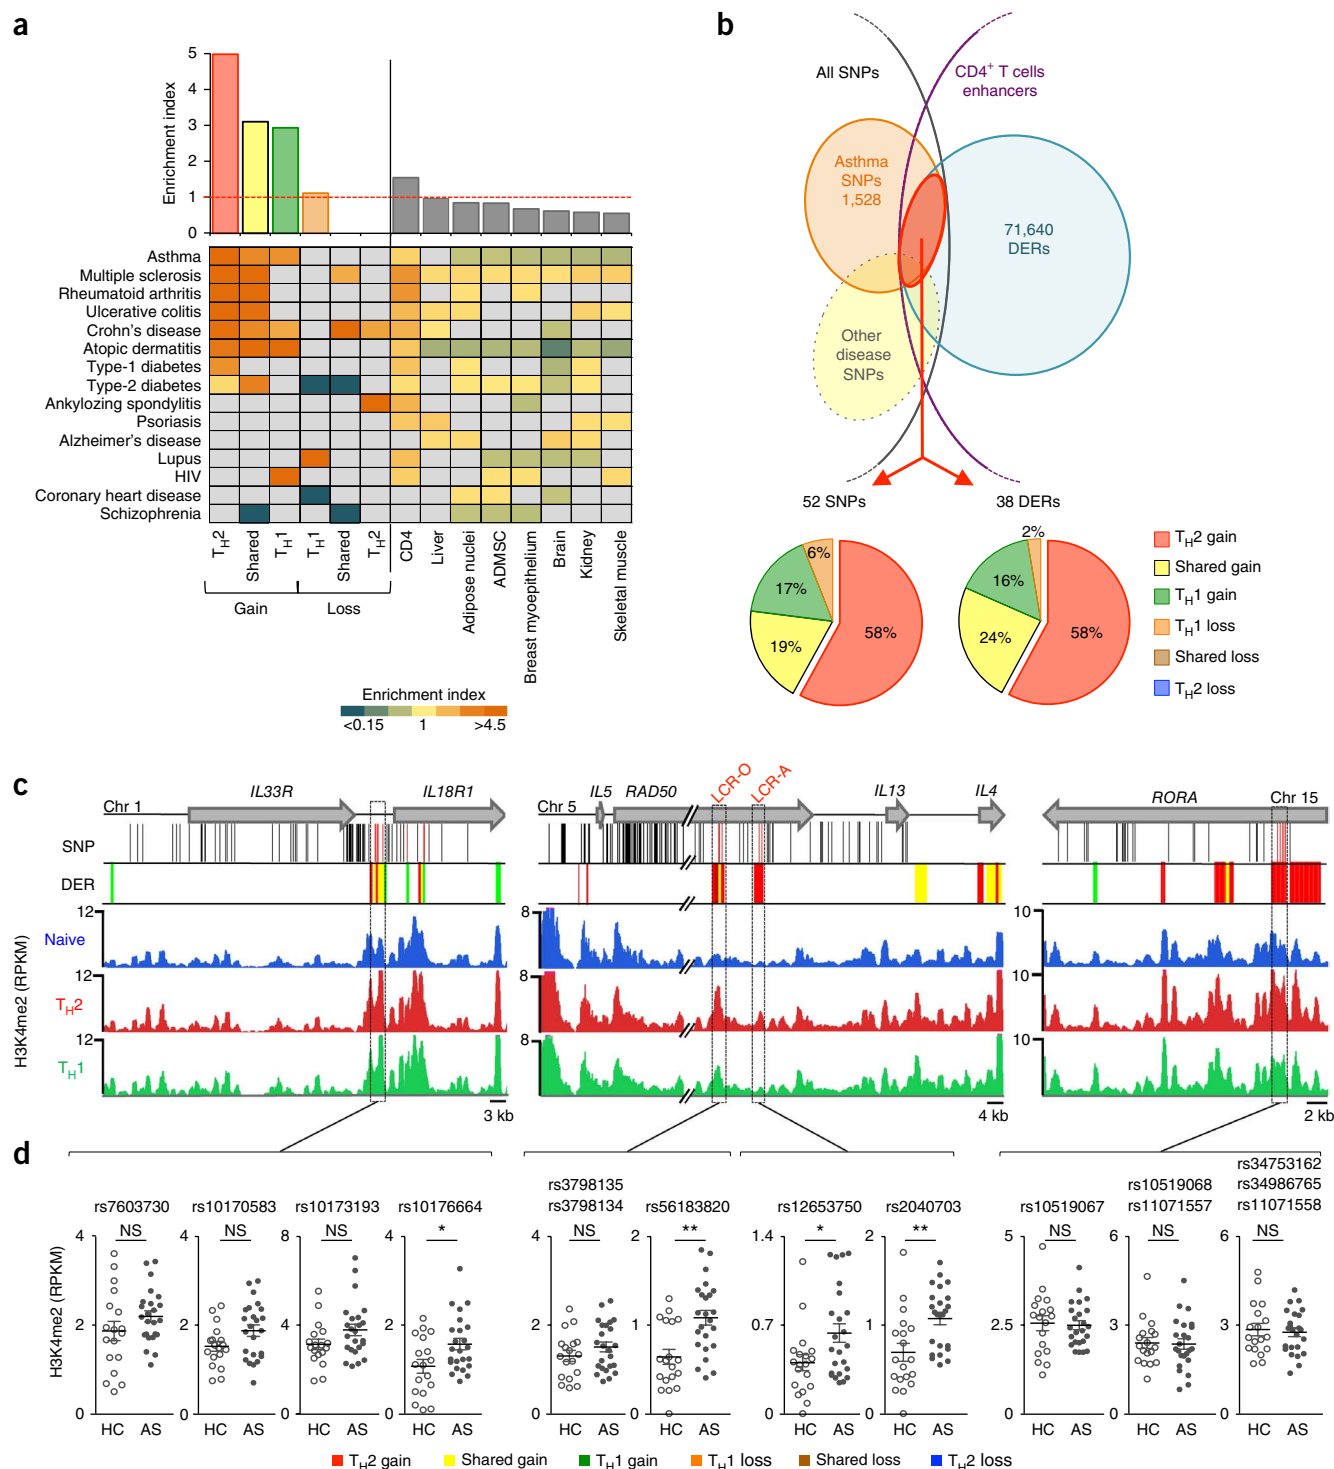 a
Enrichment index
5
4
3
2
1
0
Asthma
Multiple sclerosis
Rheumatoid arthritis
Ulcerative colitis
Crohn's disease
Atopic dermatitis
Type-1 diabetes
Type-2 diabetes
Ankylozing spondylitis
Psoriasis
Alzheimer's disease
Lupus
HIV
Coronary heart disease
Schizophrenia
TH2
Shared
TH1
TH1
Shared
TH2
CD4
Liver
Adipose nuclei
ADMSC
Breast myoepithelium
Brain
Kidney
Skeletal muscle
Gain
Loss
Enrichment index
<0.15 1 >4.5
b
All SNPs
CD4+ T cells
enhancers
Asthma
SNPs
1,528
71,640
DERs
Other
disease
SNPs
52 SNPs
38 DERs
6%
17%
19%
58%
2%
16%
24%
58%
TH2 gain
Shared gain
TH1 gain
TH1 loss
Shared loss
TH2 loss
c
Chr 1
IL33R
IL18R1
Chr 5
IL5
RAD50
LCR-O
LCR-A
IL13
IL4
RORA
Chr 15
SNP
DER
H3K4me2 (RPKM)
Naive
TH2
TH1
12
12
12
8
8
8
10
10
10
3 kb
4 kb
2 kb
d
H3K4me2 (RPKM)
rs7603730
NS
4
2
0
HC AS
rs10170583
NS
4
2
0
HC AS
rs10173193
NS
8
4
0
HC AS
rs10176664
*
4
2
0
HC AS
rs3798135
rs3798134
NS
4
2
0
HC AS
rs56183820
**
2
1
0
HC AS
rs12653750
*
1.4
0.7
0
HC AS
rs2040703
**
2
1
0
HC AS
rs10519067
NS
5
2.5
0
HC AS
rs10519068
rs11071557
NS
6
3
0
HC AS
rs34753162
rs34986765
rs11071558
NS
6
3
0
HC AS
TH2 gain
Shared gain
TH1 gain
TH1 loss
Shared loss
TH2 loss